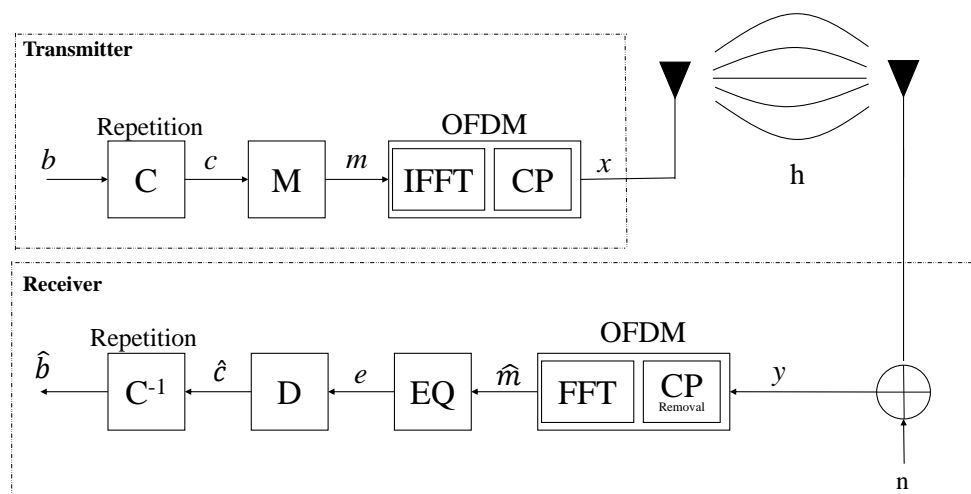 Transmitter
Repetition
OFDM
b
C
c
M
m
IFFT
CP
x
h
Receiver
Repetition
OFDM
b̂
C⁻¹
ĉ
D
e
EQ
m̂
FFT
CP
Removal
y
n